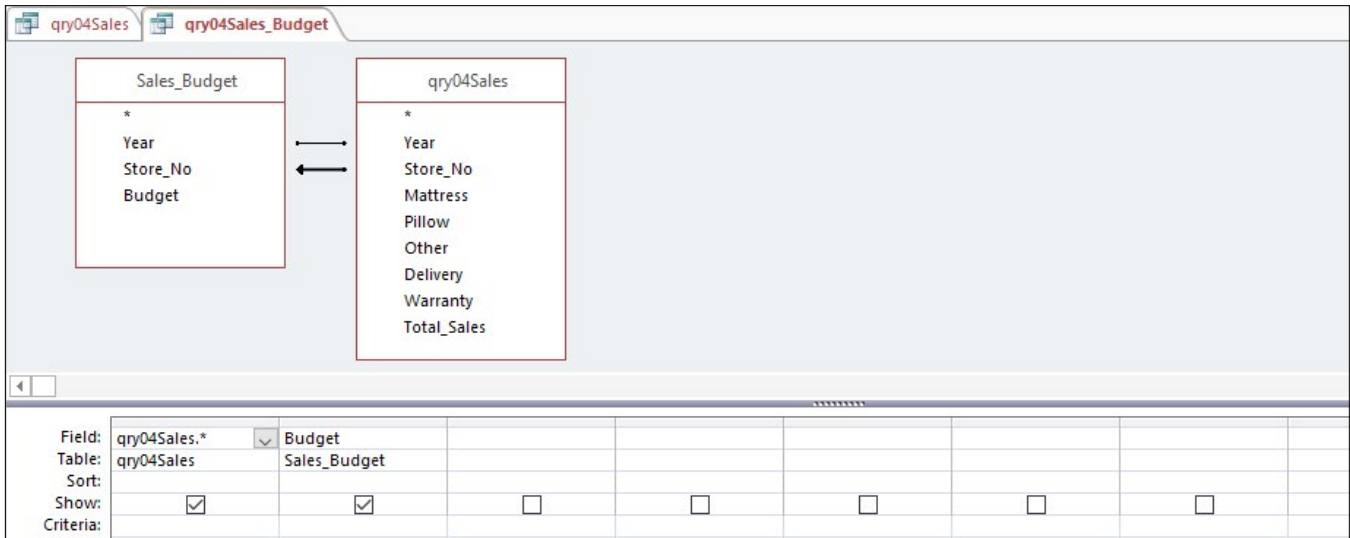 qry04Sales qry04Sales_Budget
Sales_Budget
*
Year
Store_No
Budget
qry04Sales
*
Year
Store_No
Mattress
Pillow
Other
Delivery
Warranty
Total_Sales
Field: qry04Sales.* Budget
Table: qry04Sales Sales_Budget
Sort:
Show:
Criteria: